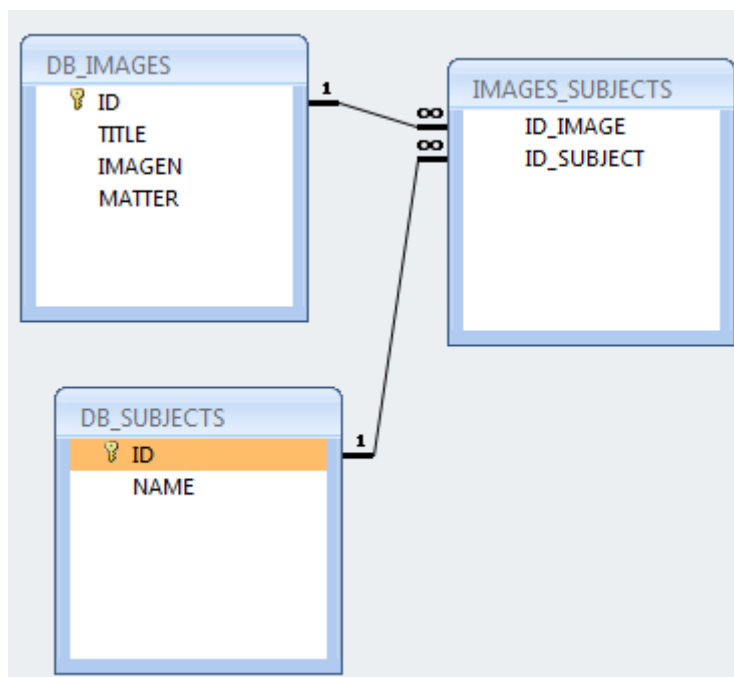 DB_IMAGES
ID
TITLE
IMAGEN
MATTER
1
∞
∞
IMAGES_SUBJECTS
ID_IMAGE
ID_SUBJECT
DB_SUBJECTS
ID
NAME
1